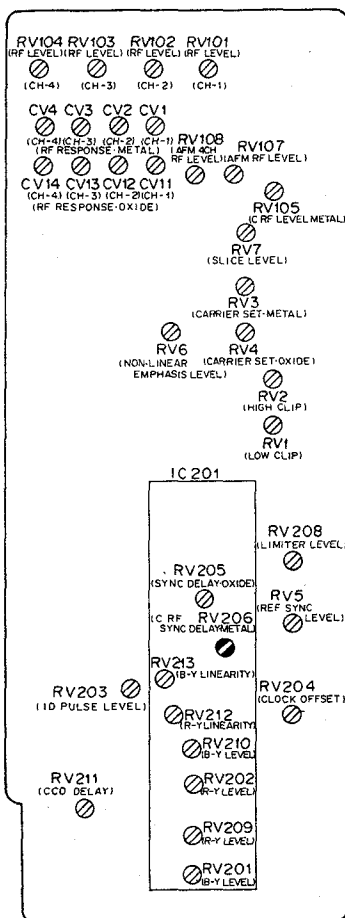 RV104 RV103 RV102 RV101
(RF LEVEL) (RF LEVEL) (RF LEVEL) (RF LEVEL)
(CH-4) (CH-3) (CH-2) (CH-1)
CV4 CV3 CV2 CV1
(CH-4) (CH-3) (CH-2) (CH-1)
(RF RESPONSE-METAL)
RV108
(AFM 4CH
RF LEVEL)
RV107
(AFM RF LEVEL)
CV14 CV13 CV12 CV11
(CH-4) (CH-3) (CH-2) (CH-1)
(RF RESPONSE-OXIDE)
RV105
(C RF LEVEL METAL)
RV7
(SLICE LEVEL)
RV3
(CARRIER SET-METAL)
RV6
(NON-LINEAR
EMPHASIS LEVEL)
RV4
(CARRIER SET-OXIDE)
RV2
(HIGH CLIP)
RV1
(LOW CLIP)
IC201
RV208
(LIMITER LEVEL)
RV205
(SYNC DELAY-OXIDE)
RV206
(C RF
SYNC DELAY-METAL)
RV5
(REF SYNC
LEVEL)
RV213
(B-Y LINEARITY)
RV203
(ID PULSE LEVEL)
RV204
(CLOCK OFFSET)
RV212
(R-Y LINEARITY)
RV210
(B-Y LEVEL)
RV202
(R-Y LEVEL)
RV211
(CCD DELAY)
RV209
(R-Y LEVEL)
RV201
(B-Y LEVEL)